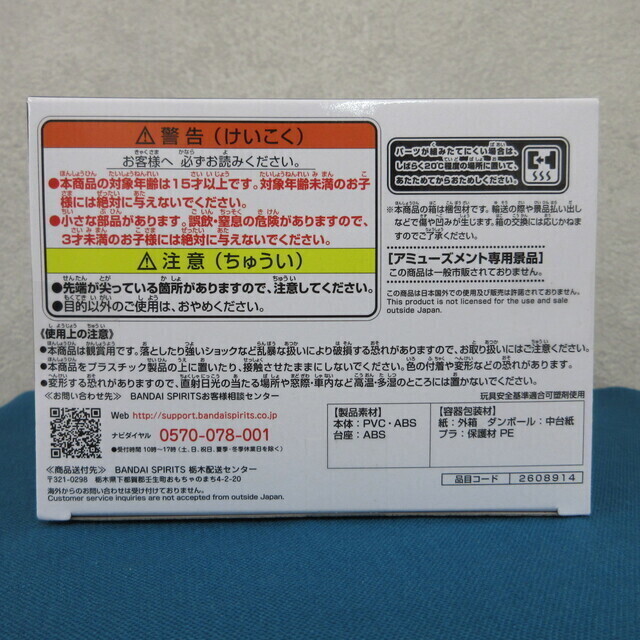 ⚠警告(けいこく)
お客様へ 必ずお読みください。
●本商品の対象年齢は15才以上です。対象年齢未満のお子
様には絶対に与えないでください。
●小さな部品があります。誤飲・窒息の危険がありますので、
3才未満のお子様には絶対に与えないでください。
⚠注意(ちゅうい)
●先端が尖っている箇所がありますので、注意してください。
●目的以外のご使用は、おやめください。
パーツが組みたてにくい場合は、
しばらく20℃程度の場所に置いて、
あたためてからおためしください。
※本商品の箱は梱包材です。輸送の際や景品払い出し
などで傷や凹みが生じます。箱の交換には応じかねま
すのでご了承ください。
【アミューズメント専用景品】
この商品は一般市販されておりません。
この商品は日本国外での使用及び販売は許諾されておりません。
This product is not licensed for the use and sale
outside Japan.
《使用上の注意》
●本商品は観賞用です。落としたり強いショックなど乱暴な扱いにより破損する恐れがありますので、お取り扱いにはご注意ください。
●本商品をプラスチック製品の上に置いたり、接触させたままにしないでください。色の付着や変形などの恐れがあります。
●変形する恐れがありますので、直射日光の当たる場所や窓際・車内など高温・多湿のところには置かないでください。
≪お問い合わせ先≫ BANDAI SPIRITSお客様相談センター
玩具安全基準適合可塑剤使用
Web http://support.bandaispirits.co.jp
ナビダイヤル 0570-078-001
●受付時間 10時〜17時(土、日、祝日、夏季・冬季休業日を除く)
【製品素材】
本体:PVC・ABS
台座:ABS
【容器包装材】
紙:外箱 ダンボール:中台紙
プラ:保護材 PE
≪商品送付先≫ BANDAI SPIRITS 栃木配送センター
〒321-0298 栃木県下都賀郡壬生町おもちゃのまち4-2-20
品目コード 2608914
海外からのお問い合わせは受け付けておりません。
Customer service inquiries are not accepted from outside Japan.